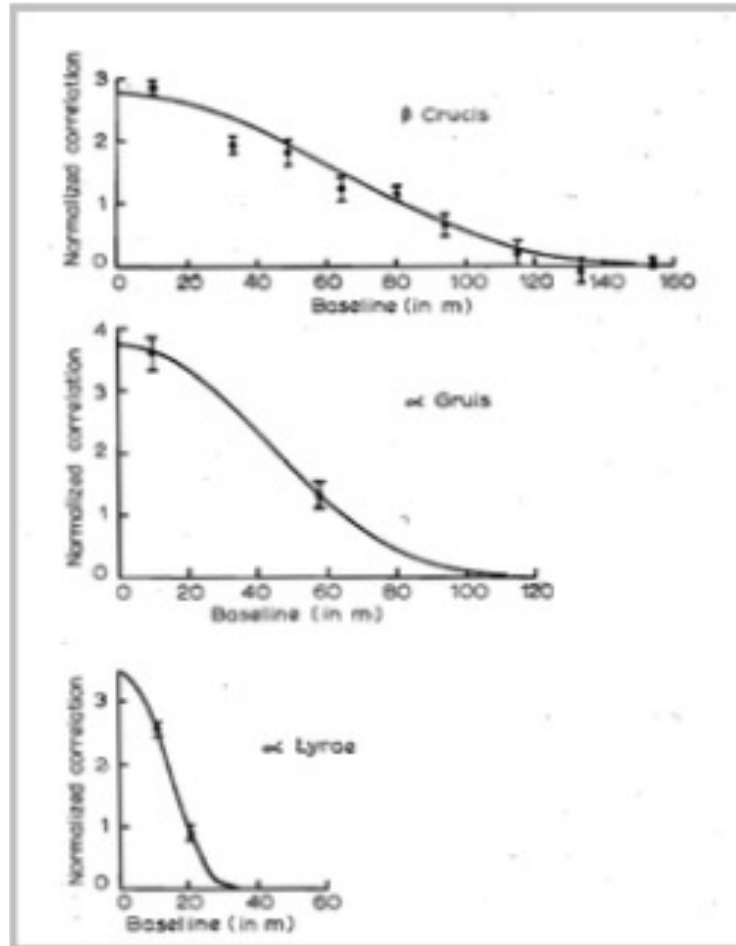 Normalized correlation
3
2
1
0
β Crucis
0 20 40 60 80 100 120 140 160
Baseline (in m)
Normalized correlation
4
3
2
1
0
α Gruis
0 20 40 60 80 100 120
Baseline (in m)
Normalized correlation
3
2
1
0
α Lyrae
0 20 40 60
Baseline (in m)